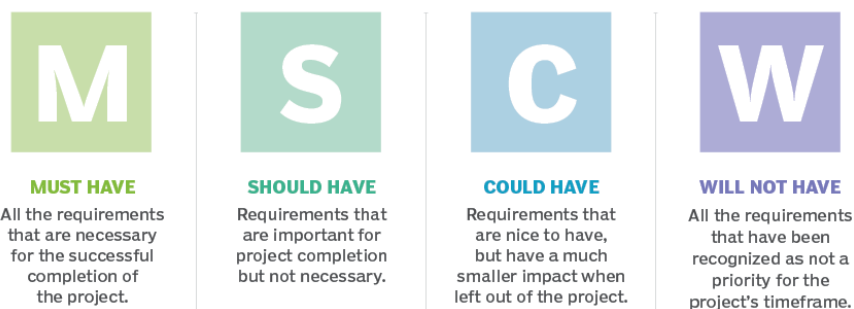 M
MUST HAVE
All the requirements
that are necessary
for the successful
completion of
the project.
S
SHOULD HAVE
Requirements that
are important for
project completion
but not necessary.
C
COULD HAVE
Requirements that
are nice to have,
but have a much
smaller impact when
left out of the project.
W
WILL NOT HAVE
All the requirements
that have been
recognized as not a
priority for the
project's timeframe.